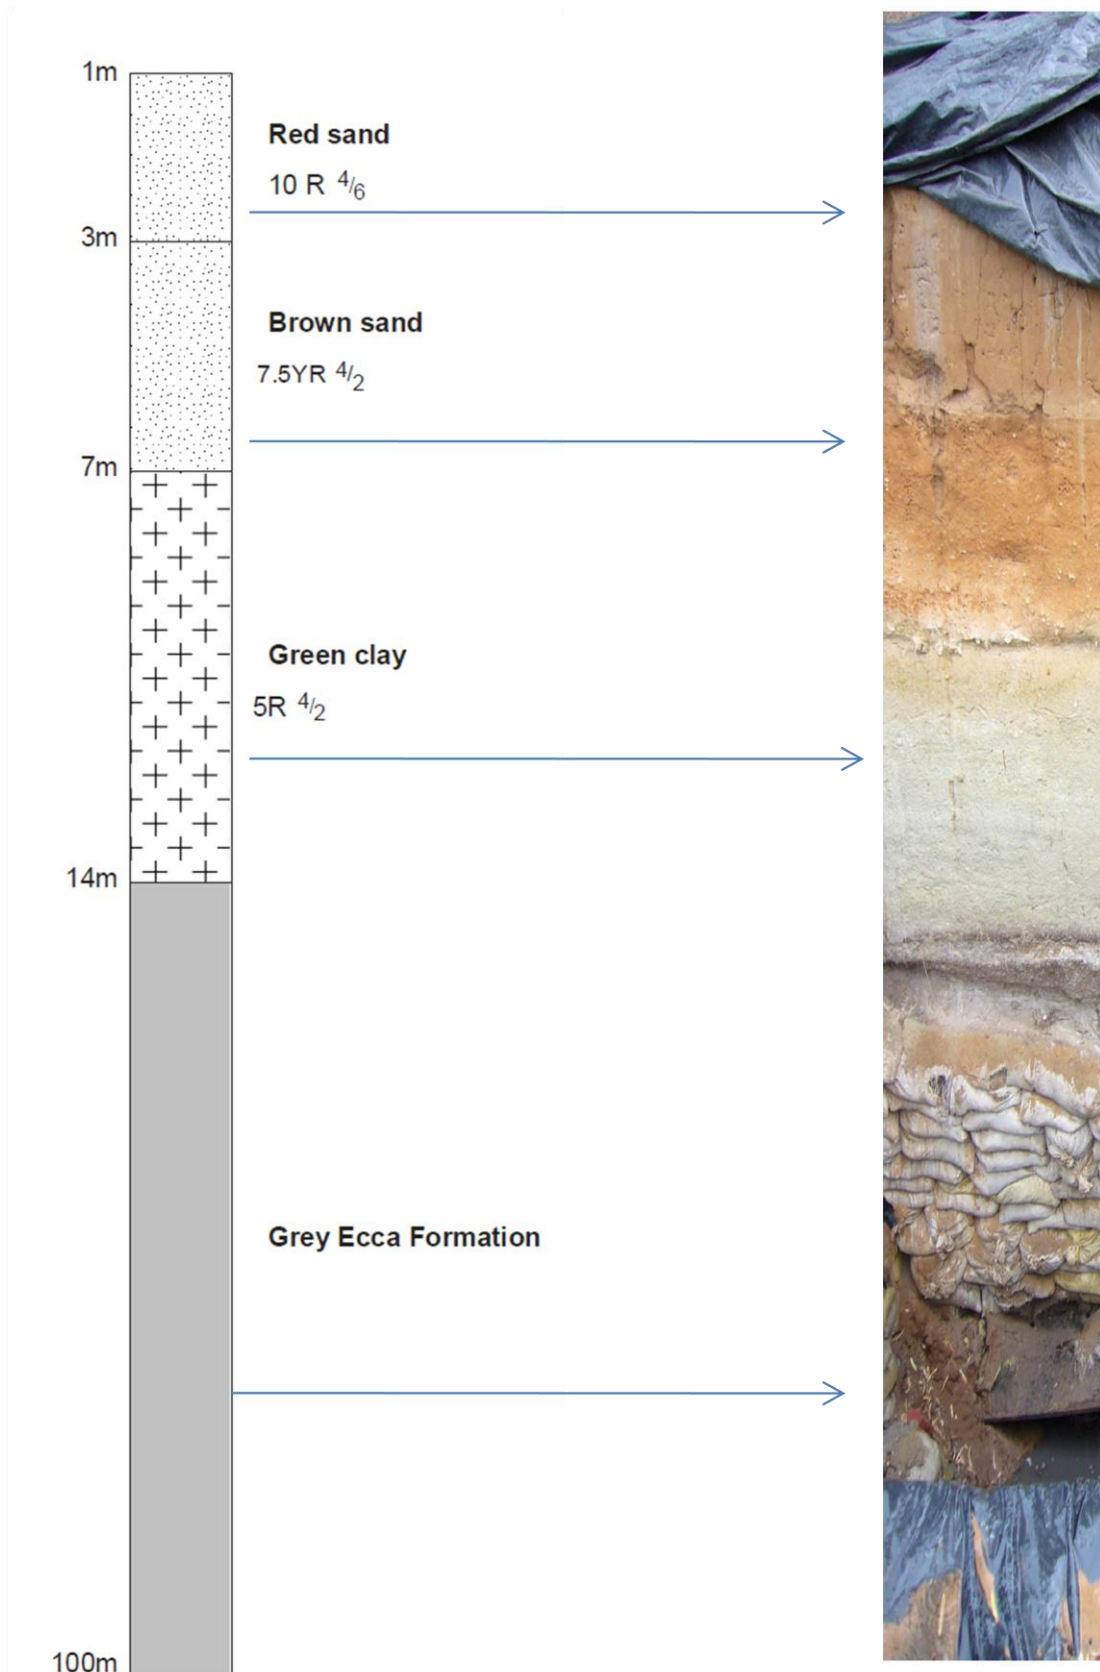 1m
Red sand
10 R 4/6
3m
Brown sand
7.5YR 4/2
7m
Green clay
5R 4/2
14m
Grey Ecca Formation
100m